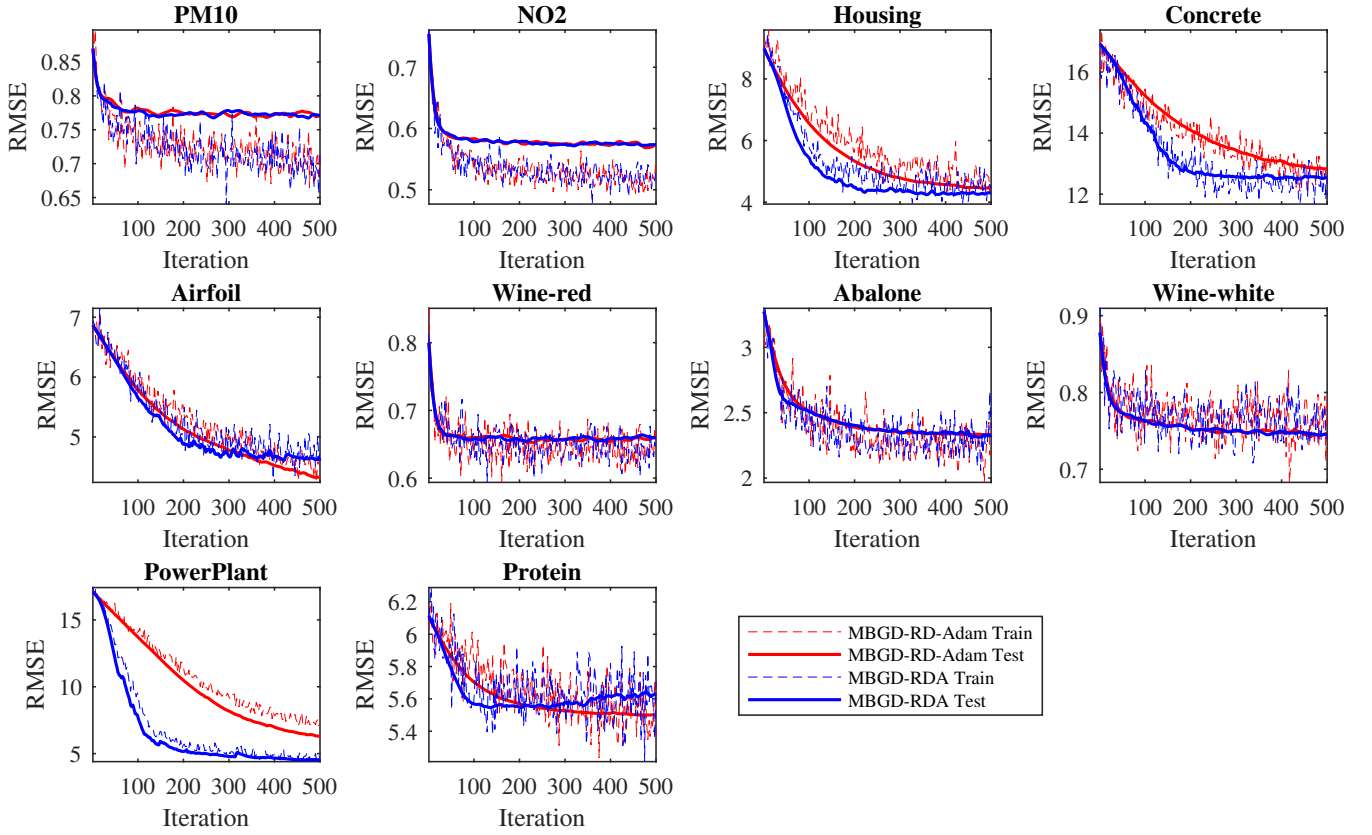 PM10
NO2
Housing
Concrete
RMSE
0.85
0.8
0.75
0.7
0.65
100 200 300 400 500
Iteration
RMSE
0.7
0.6
0.5
100 200 300 400 500
Iteration
RMSE
8
6
4
100 200 300 400 500
Iteration
RMSE
16
14
12
100 200 300 400 500
Iteration
Airfoil
Wine-red
Abalone
Wine-white
RMSE
7
6
5
100 200 300 400 500
Iteration
RMSE
0.8
0.7
0.6
100 200 300 400 500
Iteration
RMSE
3
2.5
2
100 200 300 400 500
Iteration
RMSE
0.9
0.8
0.7
100 200 300 400 500
Iteration
PowerPlant
Protein
RMSE
15
10
5
100 200 300 400 500
Iteration
RMSE
6.2
6
5.8
5.6
5.4
100 200 300 400 500
Iteration
MBGD-RD-Adam Train
MBGD-RD-Adam Test
MBGD-RDA Train
MBGD-RDA Test